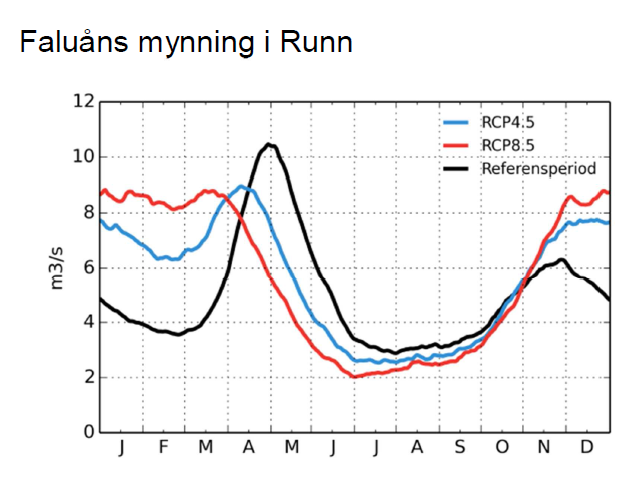 Faluåns mynning i Runn
12
10
8
6
4
2
0
m3/s
RCP4.5
RCP8.5
Referensperiod
J F M A M J J A S O N D